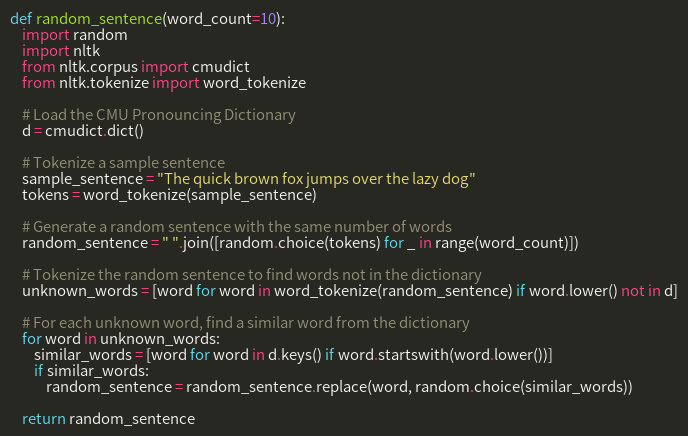 def random_sentence(word_count=10):
    import random
    import nltk
    from nltk.corpus import cmudict
    from nltk.tokenize import word_tokenize

    # Load the CMU Pronouncing Dictionary
    d = cmudict.dict()

    # Tokenize a sample sentence
    sample_sentence = "The quick brown fox jumps over the lazy dog"
    tokens = word_tokenize(sample_sentence)

    # Generate a random sentence with the same number of words
    random_sentence = " ".join([random.choice(tokens) for _ in range(word_count)])

    # Tokenize the random sentence to find words not in the dictionary
    unknown_words = [word for word in word_tokenize(random_sentence) if word.lower() not in d]

    # For each unknown word, find a similar word from the dictionary
    for word in unknown_words:
        similar_words = [word for word in d.keys() if word.startswith(word.lower())]
        if similar_words:
            random_sentence = random_sentence.replace(word, random.choice(similar_words))

    return random_sentence